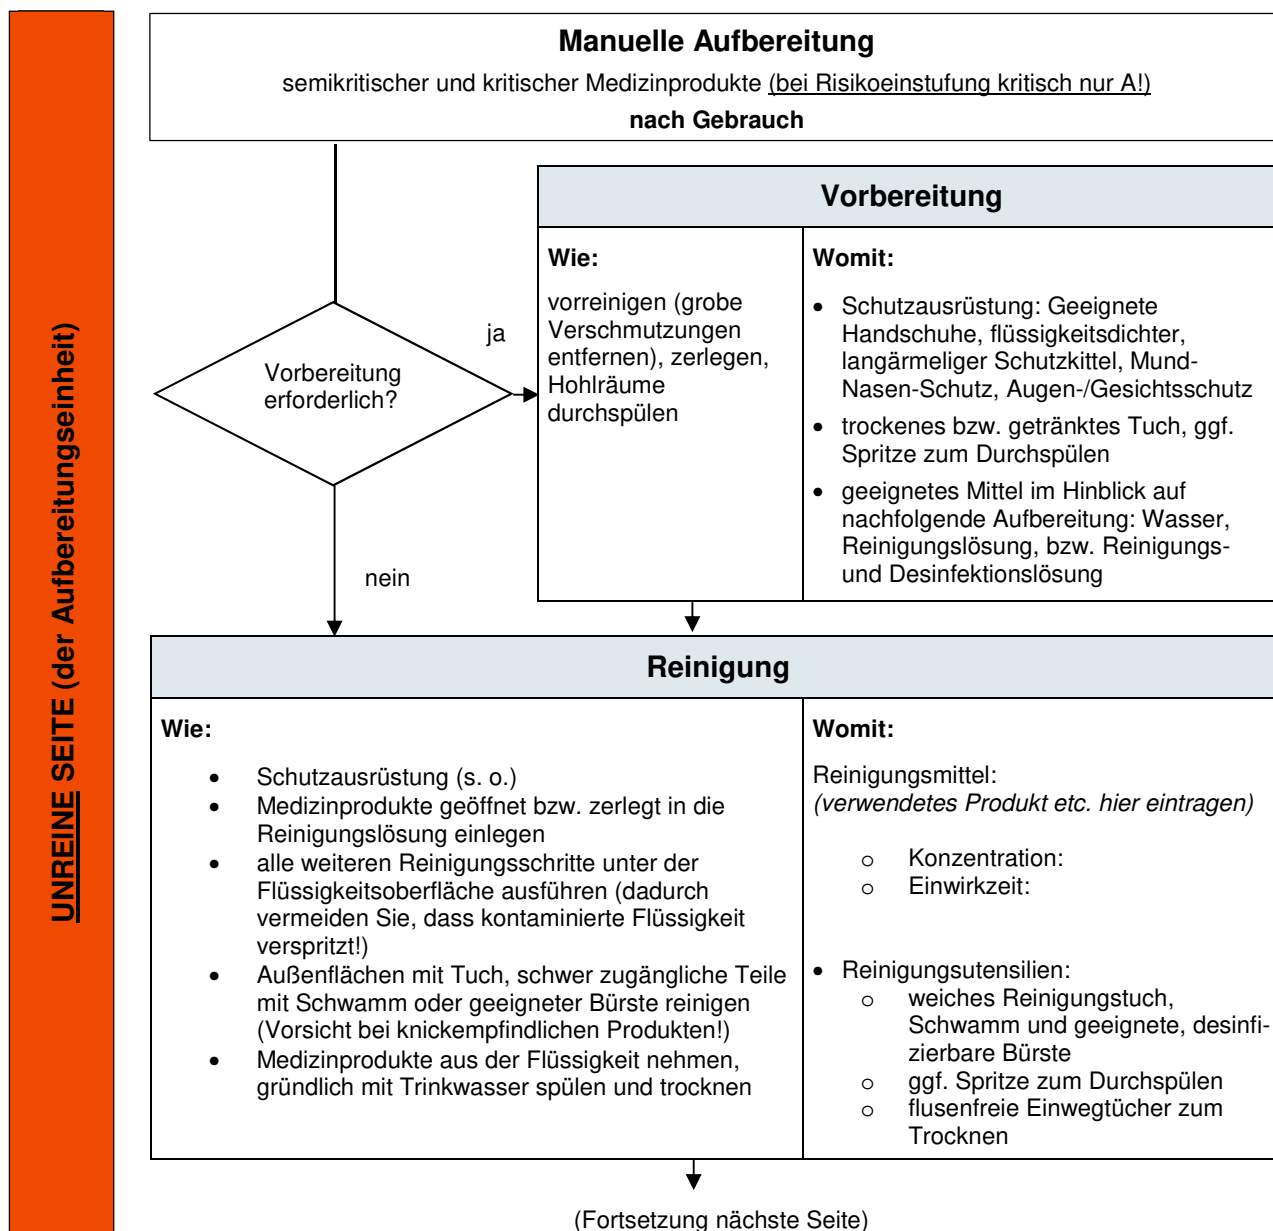 UNREINE SEITE (der Aufbereitungseinheit)
Manuelle Aufbereitung
semikritischer und kritischer Medizinprodukte (bei Risikoeinstufung kritisch nur A!)
nach Gebrauch
Vorbereitung
erforderlich?
ja
nein
Vorbereitung
Wie:
vorreinigen (grobe
Verschmutzungen
entfernen), zerlegen,
Hohlräume
durchspülen
Womit:
• Schutzausrüstung: Geeignete
Handschuhe, flüssigkeitsdichter,
langärmeliger Schutzkittel, Mund-
Nasen-Schutz, Augen-/Gesichtsschutz
• trockenes bzw. getränktes Tuch, ggf.
Spritze zum Durchspülen
• geeignetes Mittel im Hinblick auf
nachfolgende Aufbereitung: Wasser,
Reinigungslösung, bzw. Reinigungs-
und Desinfektionslösung
Reinigung
Wie:
• Schutzausrüstung (s. o.)
• Medizinprodukte geöffnet bzw. zerlegt in die
Reinigungslösung einlegen
• alle weiteren Reinigungsschritte unter der
Flüssigkeitsoberfläche ausführen (dadurch
vermeiden Sie, dass kontaminierte Flüssigkeit
verspritzt!)
• Außenflächen mit Tuch, schwer zugängliche Teile
mit Schwamm oder geeigneter Bürste reinigen
(Vorsicht bei knickempfindlichen Produkten!)
• Medizinprodukte aus der Flüssigkeit nehmen,
gründlich mit Trinkwasser spülen und trocknen
Womit:
Reinigungsmittel:
(verwendetes Produkt etc. hier eintragen)
o Konzentration:
o Einwirkzeit:
• Reinigungsutensilien:
o weiches Reinigungstuch,
Schwamm und geeignete, desinfi-
zierbare Bürste
o ggf. Spritze zum Durchspülen
o flusenfreie Einwegtücher zum
Trocknen
(Fortsetzung nächste Seite)